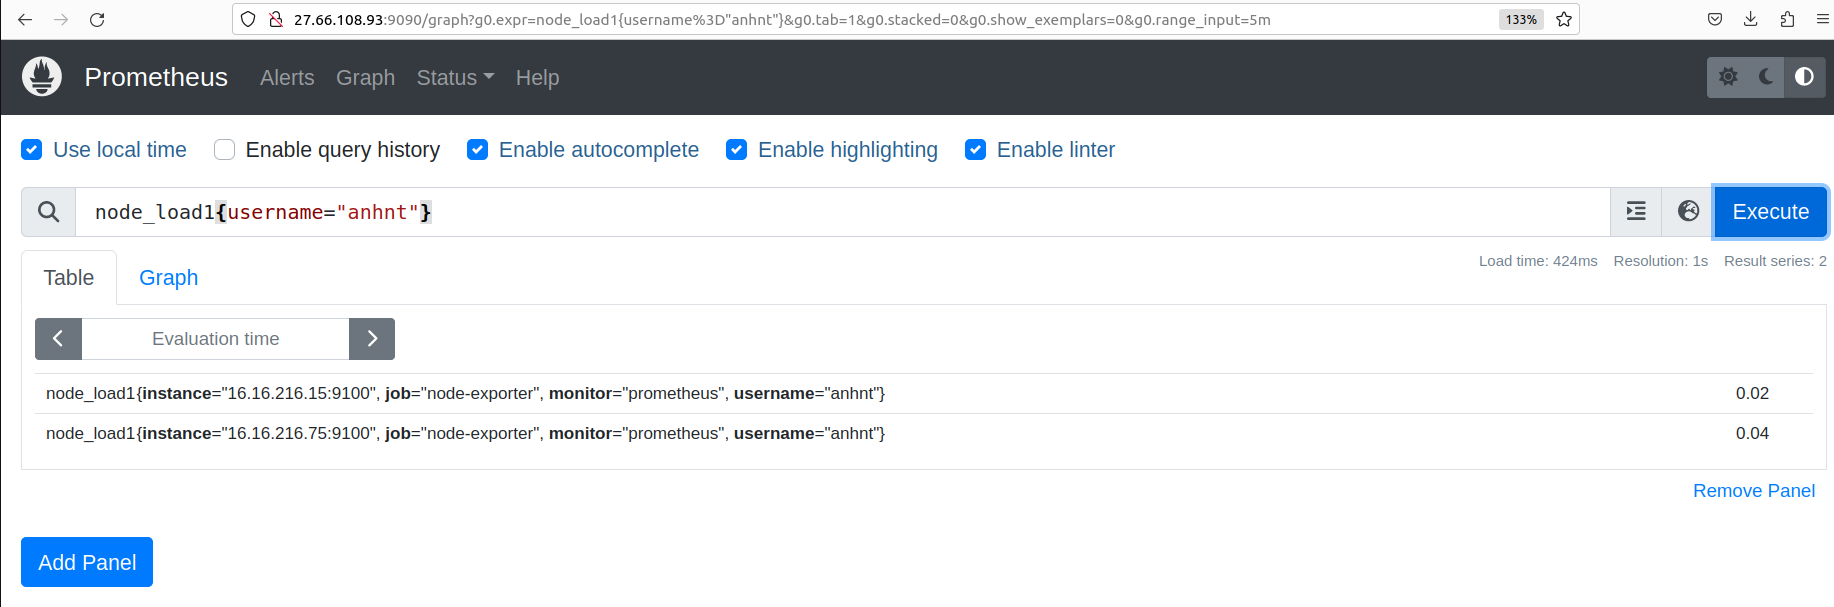 27.66.108.93:9090/graph?g0.expr=node_load1{username%3D"anhnt"}&g0.tab=1&g0.stacked=0&g0.show_exemplars=0&g0.range_input=5m 133%
Prometheus Alerts Graph Status Help
Use local time Enable query history Enable autocomplete Enable highlighting Enable linter
node_load1{username="anhnt"} Execute
Table Graph Load time: 424ms Resolution: 1s Result series: 2
Evaluation time
node_load1{instance="16.16.216.15:9100", job="node-exporter", monitor="prometheus", username="anhnt"} 0.02
node_load1{instance="16.16.216.75:9100", job="node-exporter", monitor="prometheus", username="anhnt"} 0.04
Remove Panel
Add Panel